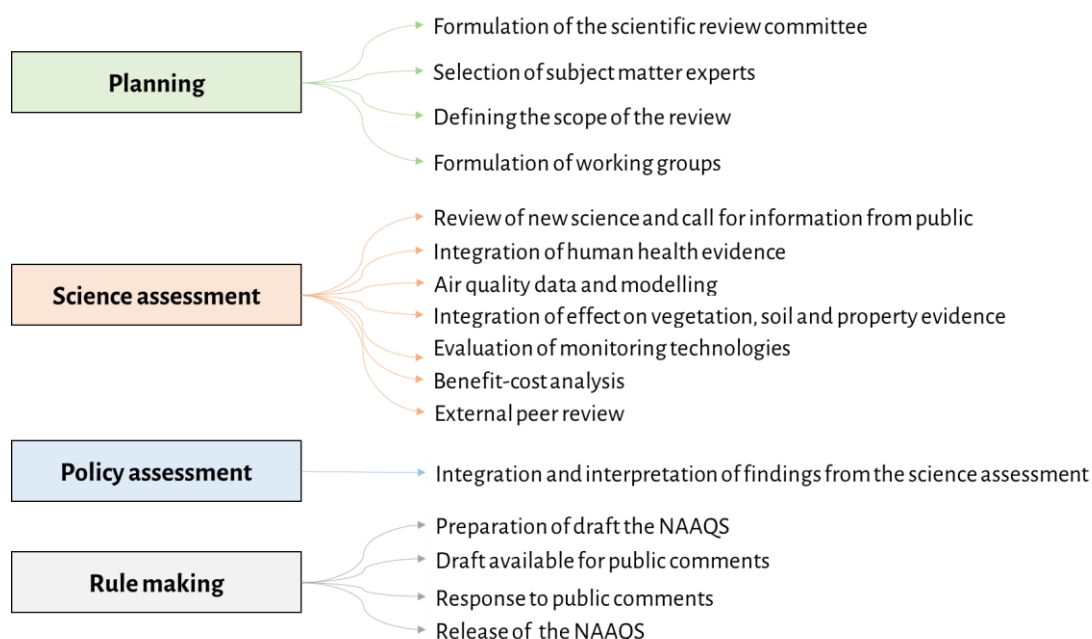 Planning
Formulation of the scientific review committee
Selection of subject matter experts
Defining the scope of the review
Formulation of working groups
Science assessment
Review of new science and call for information from public
Integration of human health evidence
Air quality data and modelling
Integration of effect on vegetation, soil and property evidence
Evaluation of monitoring technologies
Benefit-cost analysis
External peer review
Policy assessment
Integration and interpretation of findings from the science assessment
Rule making
Preparation of draft the NAAQS
Draft available for public comments
Response to public comments
Release of the NAAQS